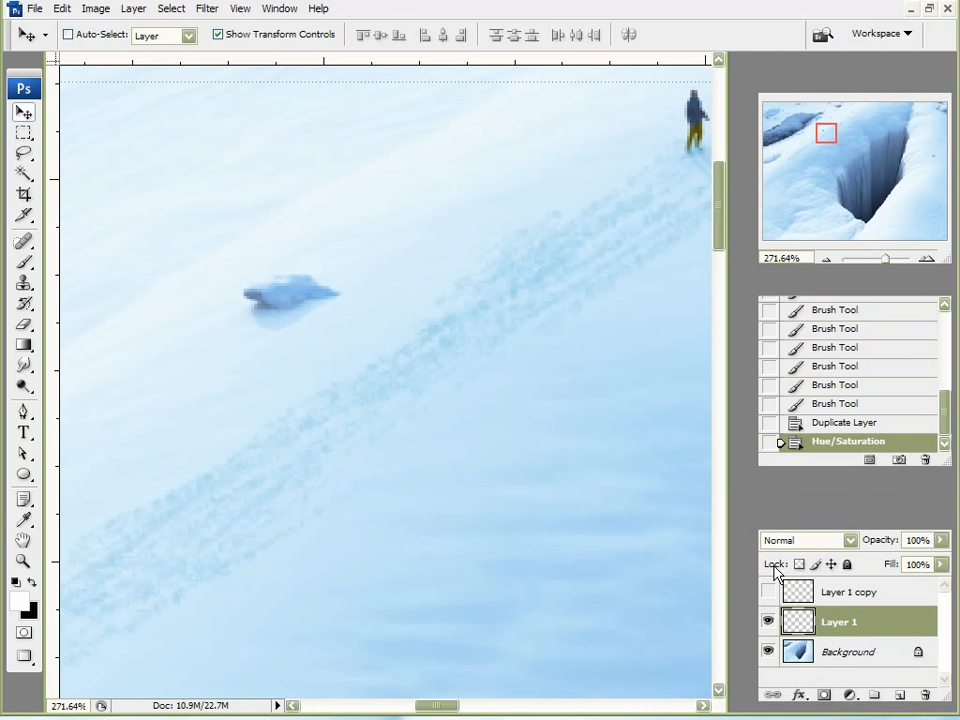 Ps File Edit Image Layer Select Filter View Window Help
Auto-Select: Layer Show Transform Controls Workspace
Ps
271.64%
Brush Tool
Brush Tool
Brush Tool
Brush Tool
Brush Tool
Brush Tool
Duplicate Layer
Hue/Saturation
Normal Opacity: 100%
Lock: Fill: 100%
Layer 1 copy
Layer 1
Background
T
271.64% Doc: 10.9M/22.7M
fx